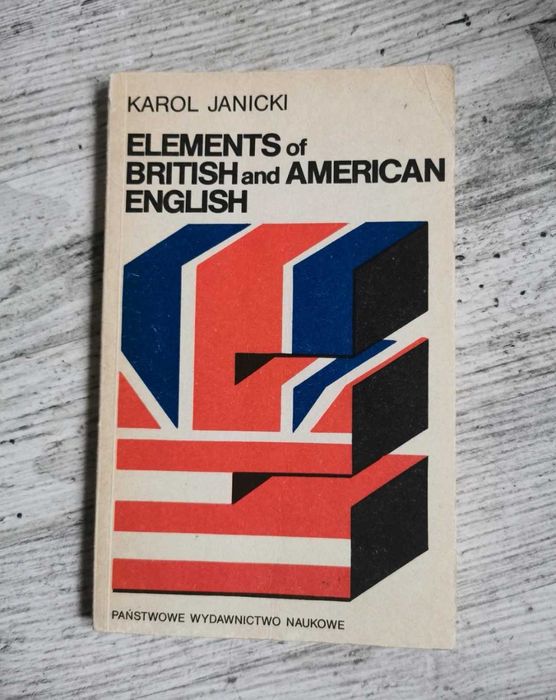 KAROL JANICKI
ELEMENTS of
BRITISH and AMERICAN
ENGLISH
PAŃSTWOWE WYDAWNICTWO NAUKOWE